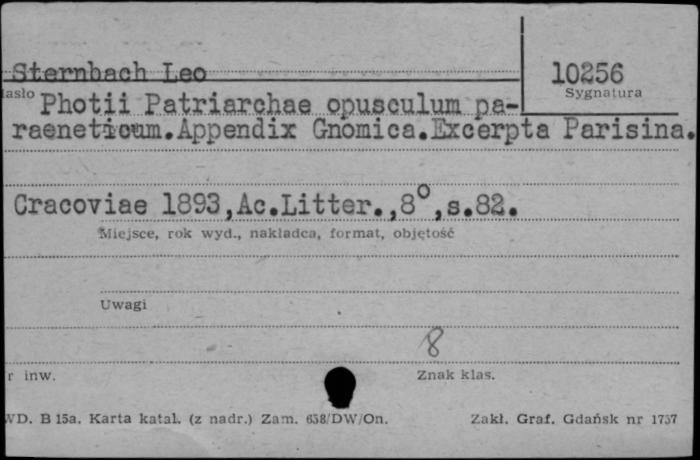 Sternbach Leo
10256
Sygnatura
asło
Photii Patriarchae opusculum pa-
raeneticum.Appendix Gnomica.Excerpta Parisina.
Cracoviae 1893,Ac.Litter.,8°,s.82.
Miejsce, rok wyd., nakładca, format, objętość
Uwagi
8
r inw.
Znak klas.
WD. B 15a. Karta katal. (z nadr.) Zam. 658/DW/On.
Zakł. Graf. Gdańsk nr 1757